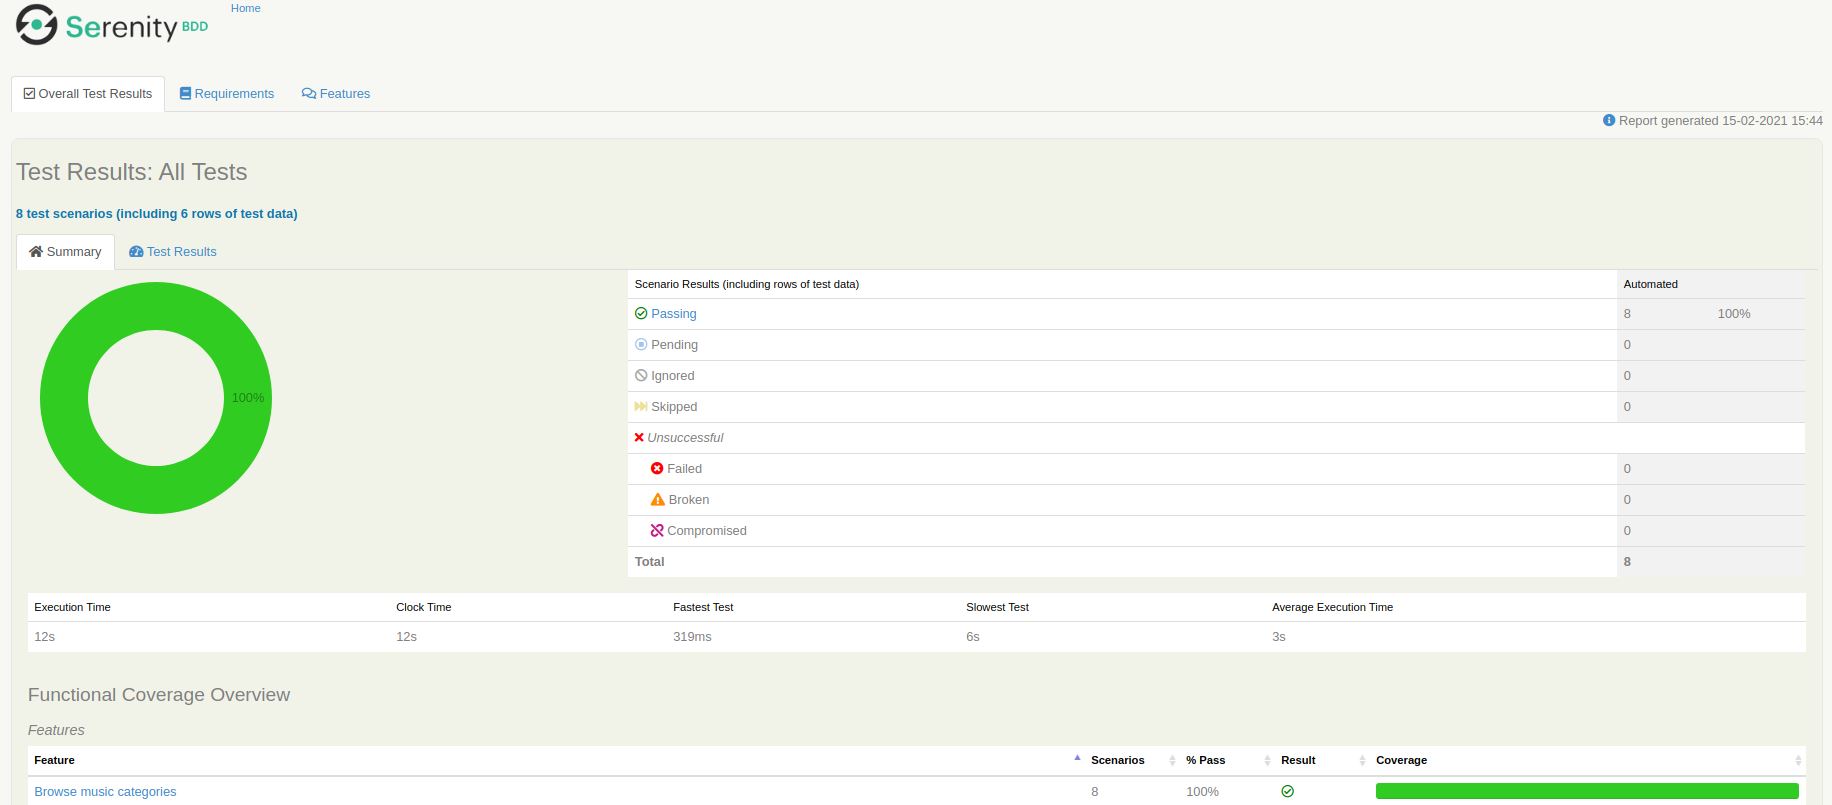 Serenity BDD
Home
Overall Test Results Requirements Features
Report generated 15-02-2021 15:44
Test Results: All Tests
8 test scenarios (including 6 rows of test data)
Summary Test Results
100%
Scenario Results (including rows of test data) Automated
Passing 8 100%
Pending 0
Ignored 0
Skipped 0
Unsuccessful
Failed 0
Broken 0
Compromised 0
Total 8
Execution Time Clock Time Fastest Test Slowest Test Average Execution Time
12s 12s 319ms 6s 3s
Functional Coverage Overview
Features
Feature Scenarios % Pass Result Coverage
Browse music categories 8 100%